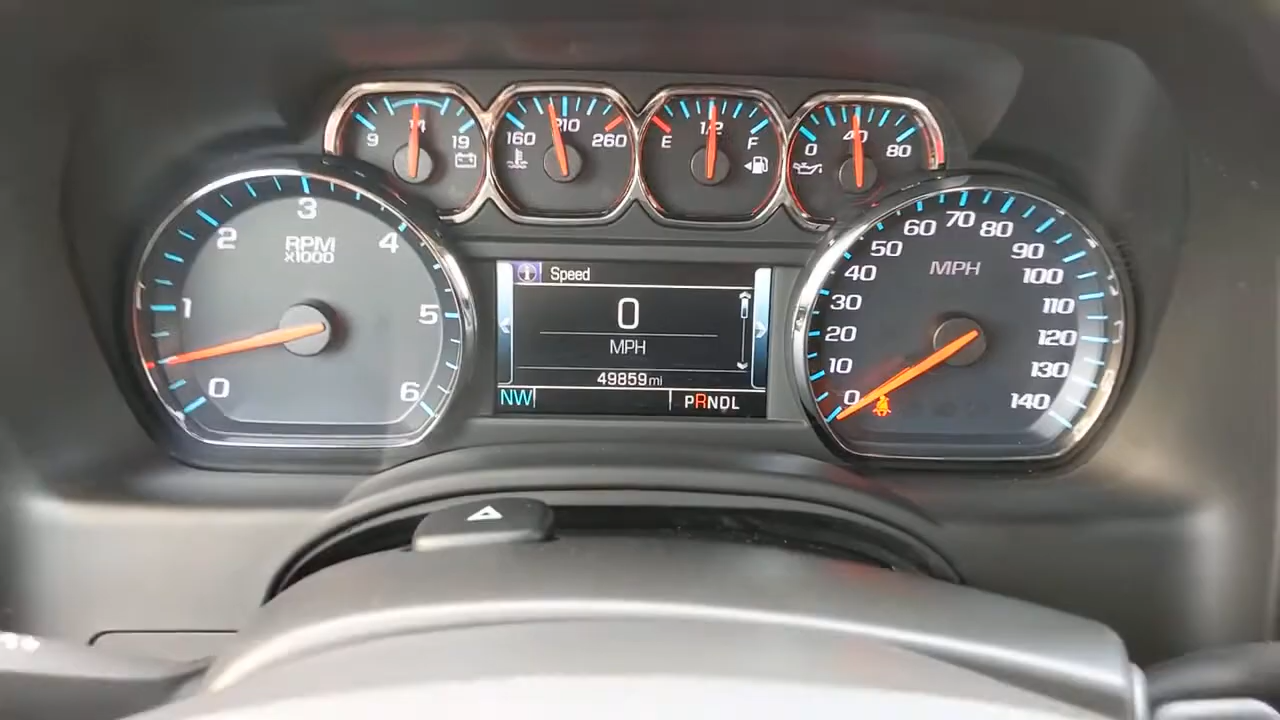 9 14 19
160 210 260
E 1/2 F
0 40 80
0 1 2 3 4 5 6
RPM
x1000
Speed
0
MPH
49859 mi
NW PRNDL
0 10 20 30 40 50 60 70 80 90 100 110 120 130 140
MPH